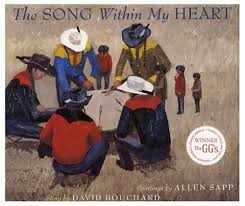 The SONG Within My HEART
WINNER
The GG's
Paintings by ALLEN SAPP
Story by DAVID BOUCHARD